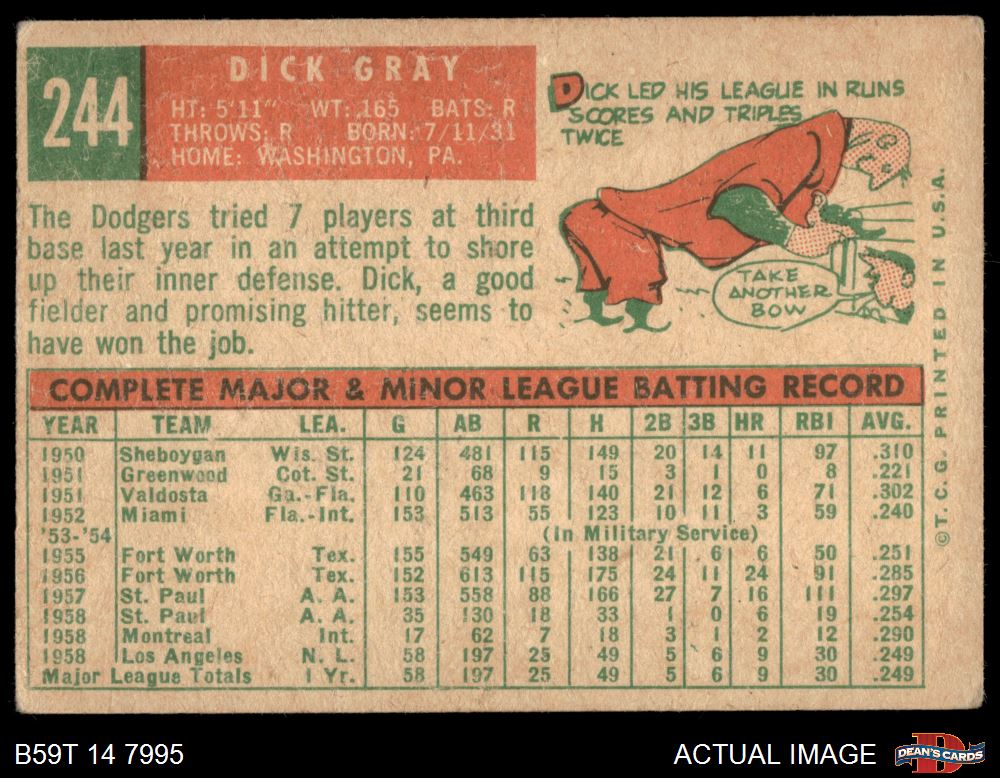 244
DICK GRAY
HT: 5'11" WT: 165 BATS: R
THROWS: R BORN: 7/11/31
HOME: WASHINGTON, PA.
DICK LED HIS LEAGUE IN RUNS
SCORES AND TRIPLES
TWICE
TAKE
ANOTHER
BOW
The Dodgers tried 7 players at third
base last year in an attempt to shore
up their inner defense. Dick, a good
fielder and promising hitter, seems to
have won the job.
COMPLETE MAJOR & MINOR LEAGUE BATTING RECORD
YEAR TEAM LEA. G AB R H 2B 3B HR RBI AVG.
1950 Sheboygan Wis. St. 124 481 115 149 20 14 11 97 .310
1951 Greenwood Cot. St. 21 68 9 15 3 1 0 8 .221
1951 Valdosta Ga.-Fla. 110 463 118 140 21 12 6 71 .302
1952 Miami Fla.-Int. 153 513 55 123 10 11 3 59 .240
'53-'54 (In Military Service)
1955 Fort Worth Tex. 155 549 63 138 21 6 6 50 .251
1956 Fort Worth Tex. 152 613 115 175 24 11 24 91 .285
1957 St. Paul A. A. 153 558 88 166 27 7 16 111 .297
1958 St. Paul A. A. 35 130 18 33 1 0 6 19 .254
1958 Montreal Int. 17 62 7 18 3 1 2 12 .290
1958 Los Angeles N. L. 58 197 25 49 5 6 9 30 .249
Major League Totals 1 Yr. 58 197 25 49 5 6 9 30 .249
©T. C. G. PRINTED IN U.S.A.
B59T 14 7995
ACTUAL IMAGE
DEAN'S CARDS